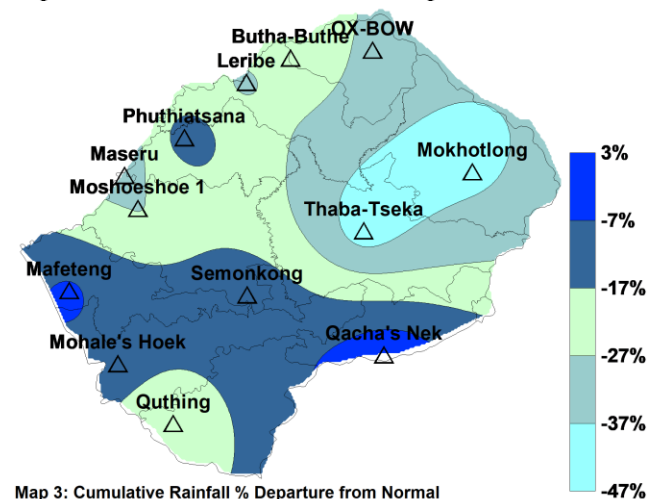 OX-BOW
Butha-Buthe
Leribe
Phuthiatsana
Maseru
Mokhotlong
Moshoeshoe 1
Thaba-Tseka
Mafeteng
Semonkong
Mohale's Hoek
Qacha's Nek
Quthing
3%
-7%
-17%
-27%
-37%
-47%
Map 3: Cumulative Rainfall % Departure from Normal